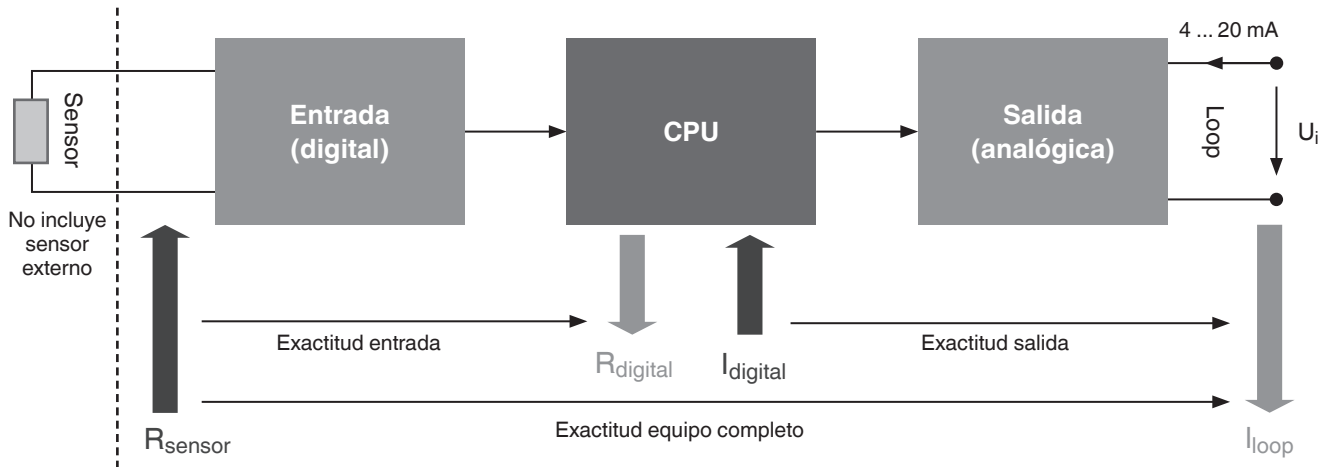 4 ... 20 mA
Sensor
Entrada
(digital)
CPU
Salida
(analógica)
Loop
Ui
No incluye
sensor
externo
Exactitud entrada
Rdigital
Idigital
Exactitud salida
Rsensor
Exactitud equipo completo
Iloop